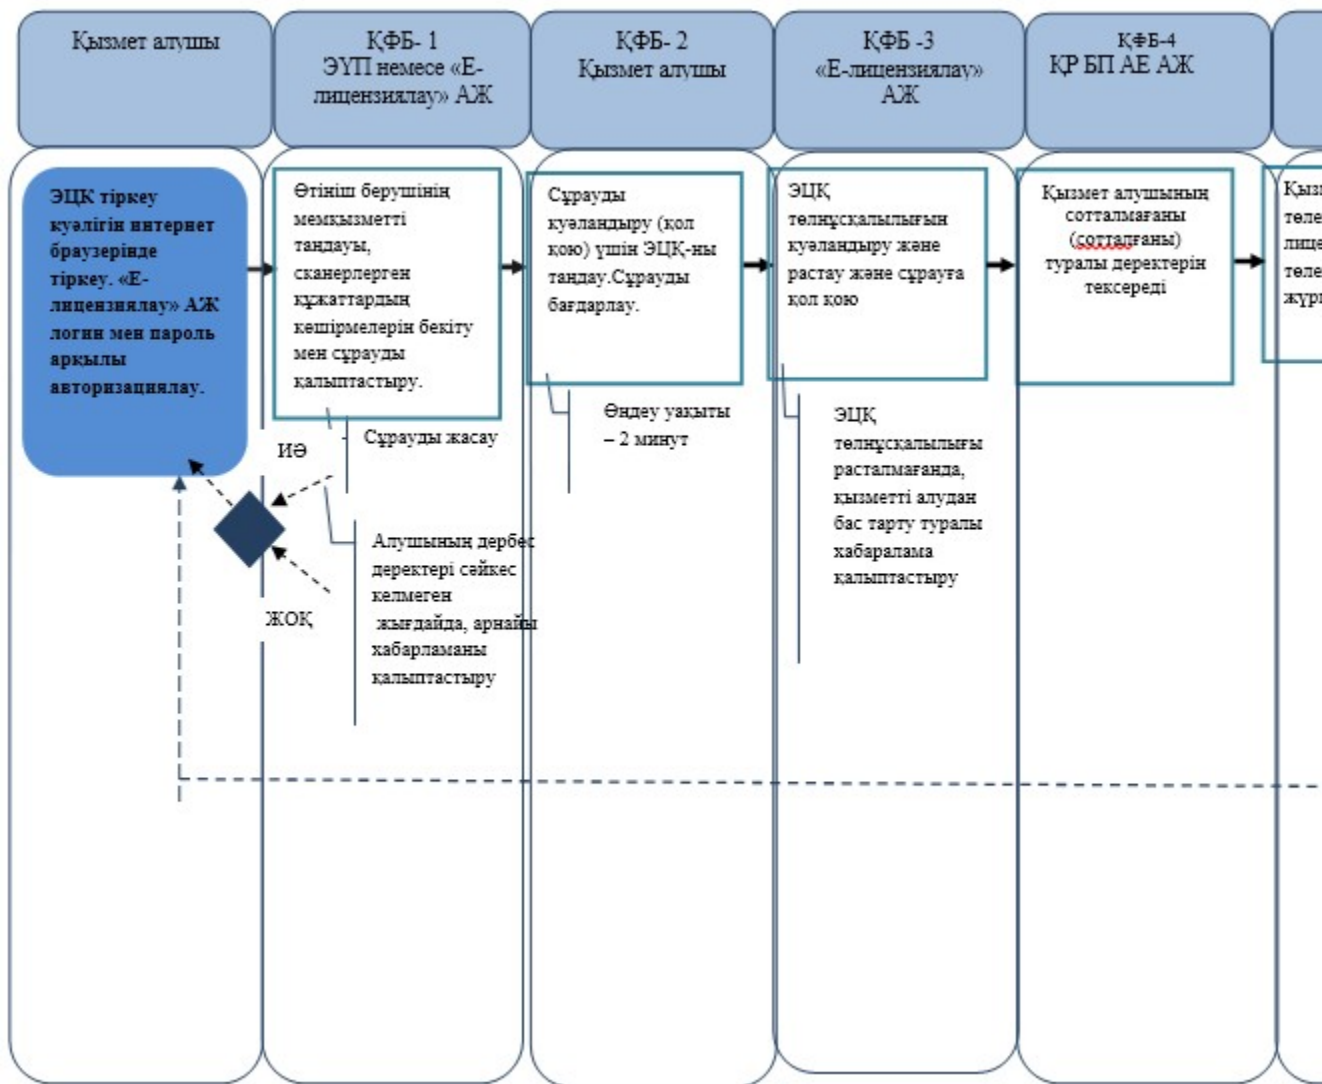 Қызмет алушы
ҚФБ- 1
ЭҮП немесе «Е-
лицензиялау» АЖ
ҚФБ- 2
Қызмет алушы
ҚФБ -3
«Е-лицензиялау»
АЖ
ҚФБ-4
ҚР БП АЕ АЖ
ЭЦК тіркеу
куәлігін интернет
браузерінде
тіркеу. «Е-
лицензиялау» АЖ
логин мен пароль
арқылы
авторизациялау.
Өтініш берушінің
мемқызметті
таңдауы,
сканерлерген
құжаттардың
көшірмелерін бекіту
мен сұрауды
қалыптастыру.
Сұрауды
куәландыру (қол
қою) үшін ЭЦҚ-ны
таңдау.Сұрауды
бағдарлау.
ЭЦҚ
төлнұсқалылығын
куәландыру және
растау және сұрауға
қол қою
Қызмет алушының
сотталмағаны
(сотталғаны)
туралы деректерін
тексереді
ИӘ
Сұрауды жасау
ЖОҚ
Алушының дербес
деректері сәйкес
келмеген
жығдайда, арнайы
хабарламаны
қалыптастыру
Өңдеу уақыты
– 2 минут
ЭЦҚ
төлнұсқалылығы
расталмағанда,
қызметті алудан
бас тарту туралы
хабаралама
қалыптастыру